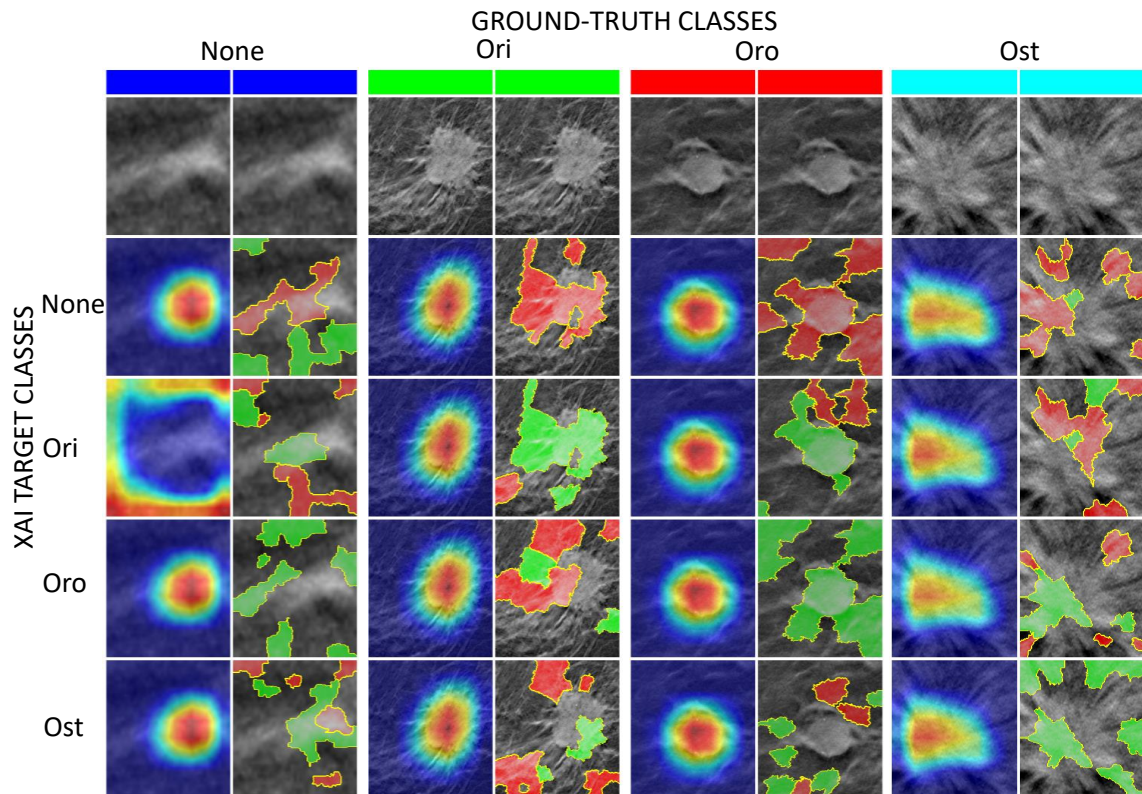 GROUND-TRUTH CLASSES
None Ori Oro Ost
XAI TARGET CLASSES
None
Ori
Oro
Ost